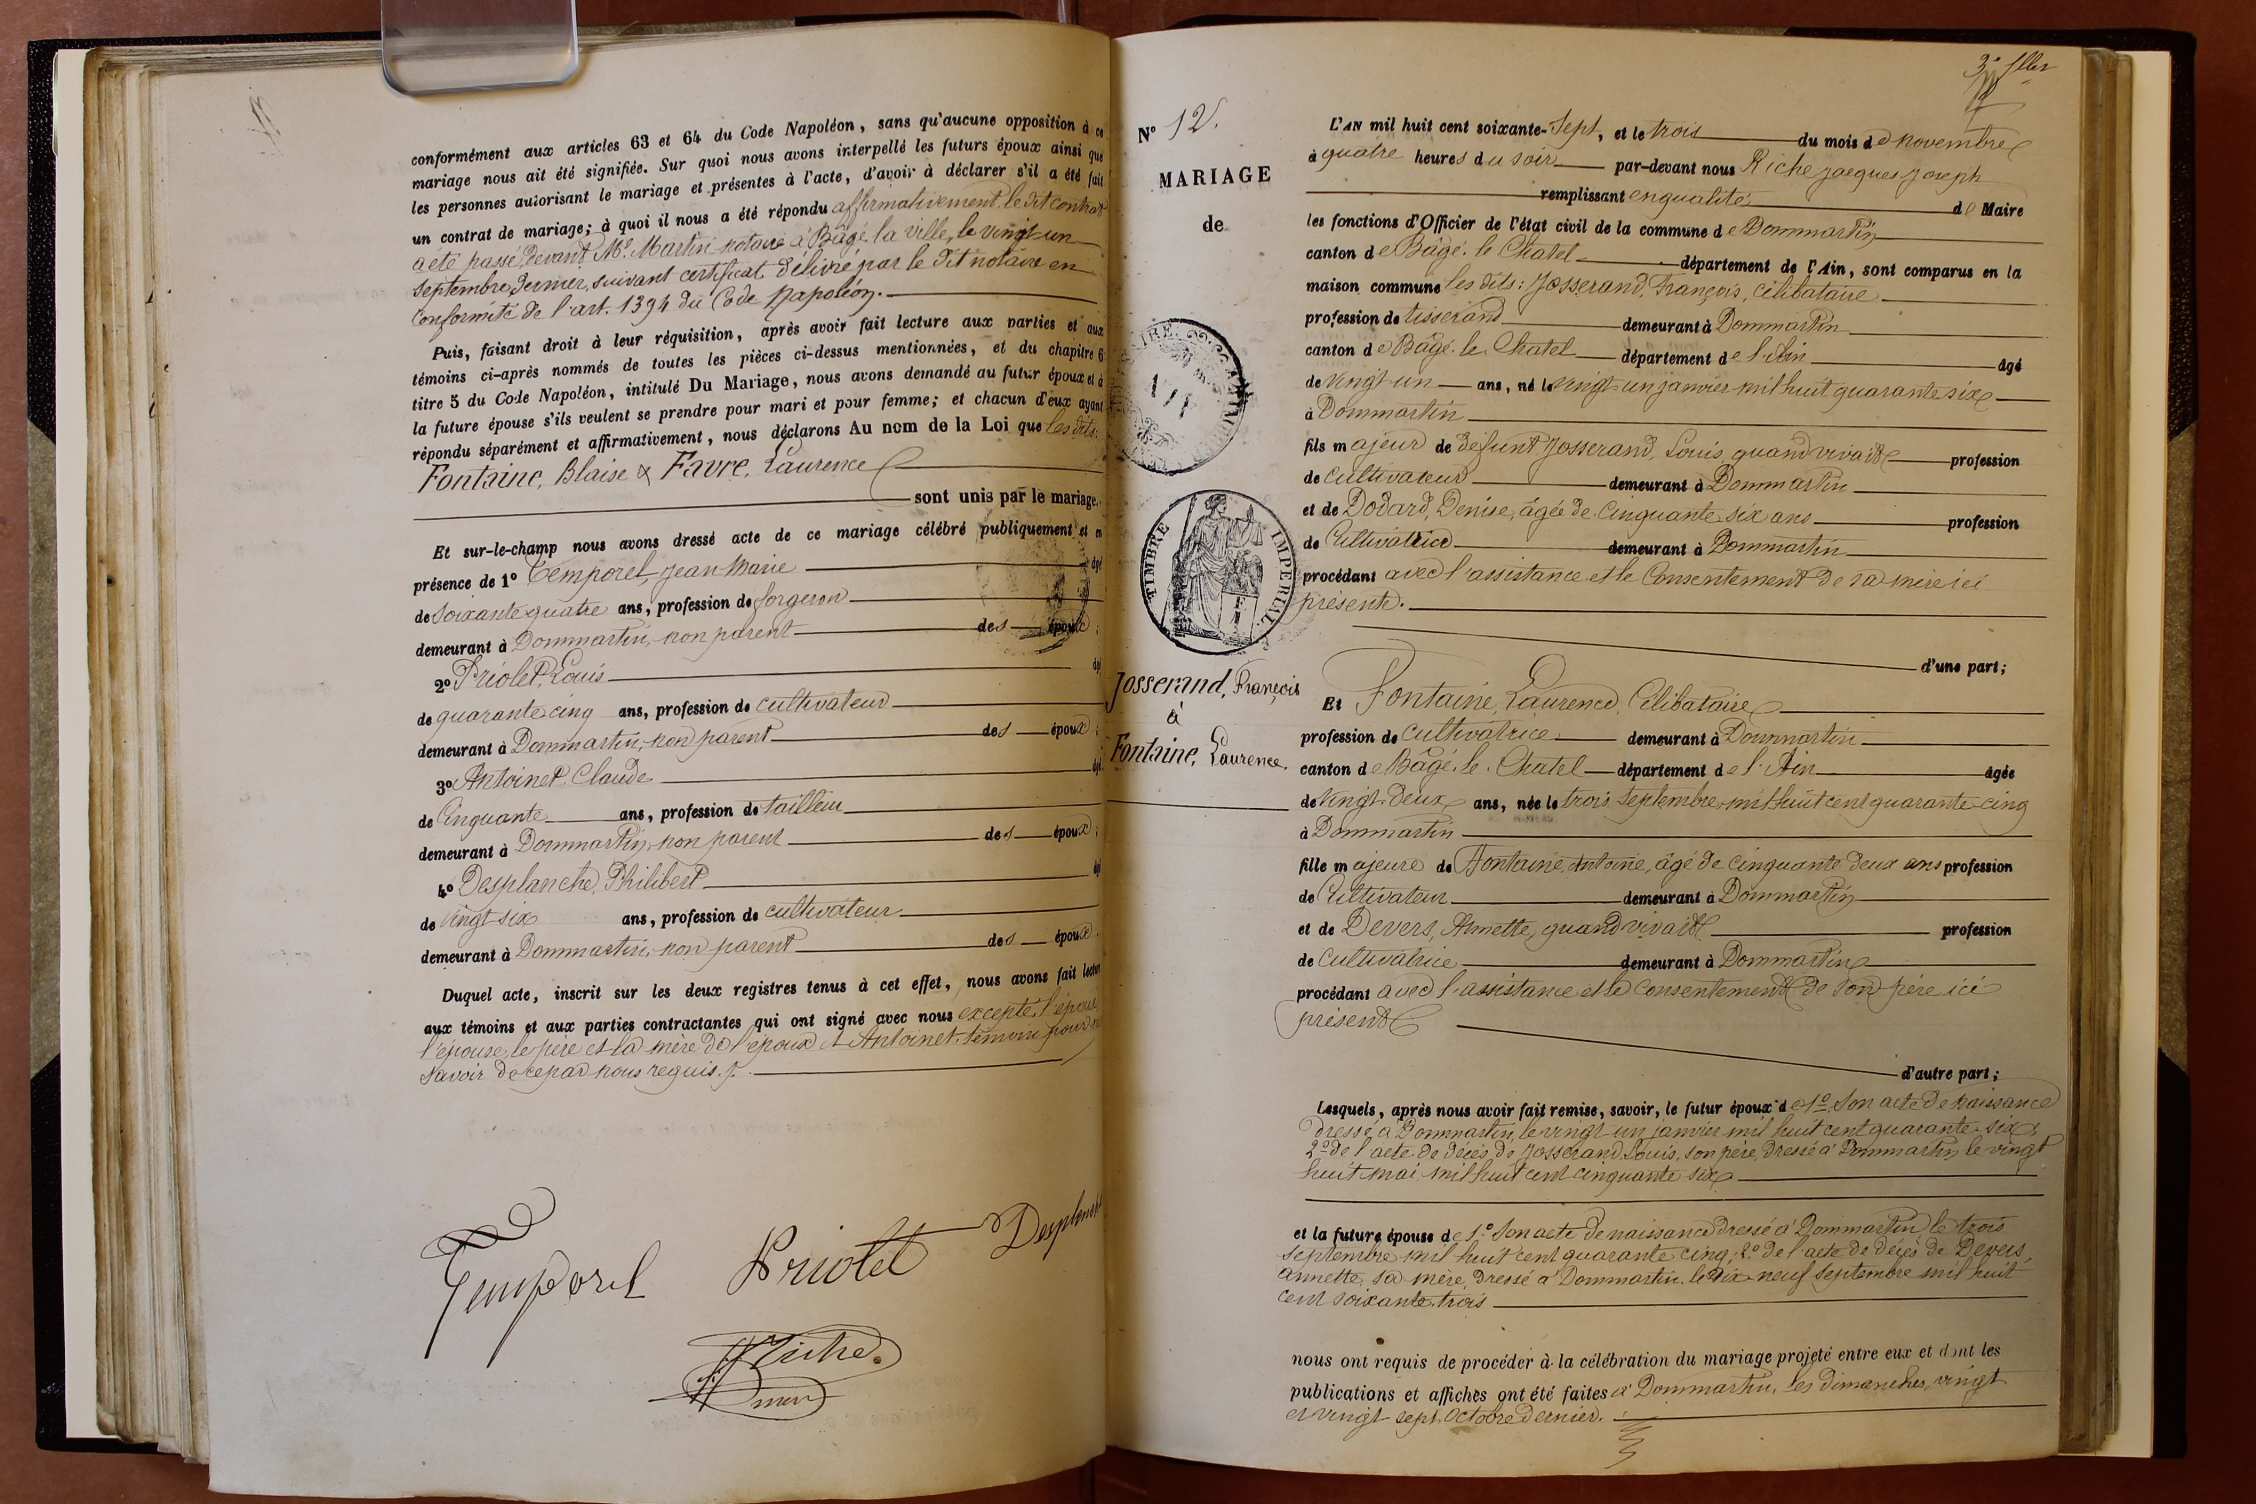 conformément aux articles 63 et 64 du Code Napoléon, sans qu'aucune opposition à ce
mariage nous ait été signifiée. Sur quoi nous avons interpellé les futurs époux ainsi que
les personnes autorisant le mariage et présentes à l'acte, d'avoir à déclarer s'il a été fait
un contrat de mariage; à quoi il nous a été répondu affirmativement. le dit contrat
a été passé, devant Me. Martin notaire à Bâgé la ville, le vingt-un
septembre dernier, suivant certificat délivré par le dit notaire en
conformité de l'art. 1394 du Code Napoléon.
Puis, faisant droit à leur réquisition, après avoir fait lecture aux parties et aux
témoins ci-après nommés de toutes les pièces ci-dessus mentionnées, et du chapitre 6
titre 5 du Code Napoléon, intitulé Du Mariage, nous avons demandé au futur époux et à
la future épouse s'ils veulent se prendre pour mari et pour femme; et chacun d'eux ayant
répondu séparément et affirmativement, nous déclarons Au nom de la Loi que les dits:
Fontaine, Blaise & Favre, Laurence
sont unis par le mariage.
Et sur-le-champ nous avons dressé acte de ce mariage célébré publiquement et en
présence de 1° Temporel Jean Marie âgé
de soixante quatre ans, profession de forgeron
demeurant à Dommartin, non parent des époux;
2° Priolet, Louis âgé
de quarante cinq ans, profession de cultivateur
demeurant à Dommartin, non parent des époux;
3° Antoinet, Claude âgé
de Cinquante ans, profession de tailleur
demeurant à Dommartin, non parent des époux;
4° Desplanche, Philibert âgé
de vingt six ans, profession de cultivateur
demeurant à Dommartin, non parent des époux.
Duquel acte, inscrit sur les deux registres tenus à cet effet, nous avons fait lecture
aux témoins et aux parties contractantes qui ont signé avec nous excepté l'époux
l'épouse, le père et la mère de l'époux et Antoinet, témoin pour ne
savoir de ce par nous requis.
Temporel Priolet Desplanche
Riche
maire
3e fllet
N° 12.
MARIAGE
de
TIMBRE IMPERIAL
Josserand, François
à
Fontaine, Laurence.
L'AN mil huit cent soixante-Sept, et le trois du mois de novembre
à quatre heures du soir par-devant nous Riche Jacques Joseph
remplissant en qualité de Maire
les fonctions d'Officier de l'état civil de la commune de Dommartin
canton de Bâgé-le-Chatel département de l'Ain, sont comparus en la
maison commune les dits: Josserand, François, célibataire
profession de tisserand demeurant à Dommartin
canton de Bâgé-le-Chatel département de l'Ain âgé
de vingt-un ans, né le vingt-un janvier mil huit quarante six
à Dommartin
fils majeur de défunt Josserand, Louis, quand vivait profession
de cultivateur demeurant à Dommartin
et de Dodard, Denise, âgée de cinquante six ans profession
de Cultivatrice demeurant à Dommartin
procédant avec l'assistance et le Consentement de sa mère ici
présente.
d'une part;
Et Fontaine, Laurence, Célibataire
profession de Cultivatrice demeurant à Dommartin
canton de Bâgé-le-Chatel département de l'Ain âgée
de vingt-deux ans, née le trois septembre mil huit cent quarante cinq
à Dommartin
fille majeure de Fontaine, Antoine, âgé de cinquante deux ans profession
de Cultivateur demeurant à Dommartin
et de Devers, Annette, quand vivait profession
de cultivatrice demeurant à Dommartin
procédant avec l'assistance et le consentement de son père ici
présent
d'autre part;
Lesquels, après nous avoir fait remise, savoir, le futur époux de 1° Son acte de naissance
dressé à Dommartin, le vingt un janvier mil huit cent quarante six,
2° de l'acte de décès de Josserand Louis, son père, dressé à Dommartin le vingt
huit mai mil huit cent cinquante six
et la future épouse de 1° Son acte de naissance dressé à Dommartin, le trois
septembre mil huit cent quarante cinq; 2° de l'acte de décès de Devers,
annette, sa mère, dressé à Dommartin, le dix neuf septembre mil huit
cent soixante trois
nous ont requis de procéder à la célébration du mariage projeté entre eux et dont les
publications et affiches ont été faites à Dommartin, les dimanches, vingt
et vingt sept Octobre dernier.